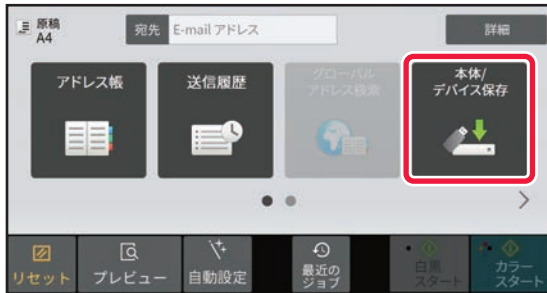 原稿
A4
宛先
E-mail アドレス
詳細
アドレス帳
送信履歴
グローバル
アドレス検索
本体/
デバイス保存
リセット
プレビュー
自動設定
最近の
ジョブ
白黒
スタート
カラー
スタート